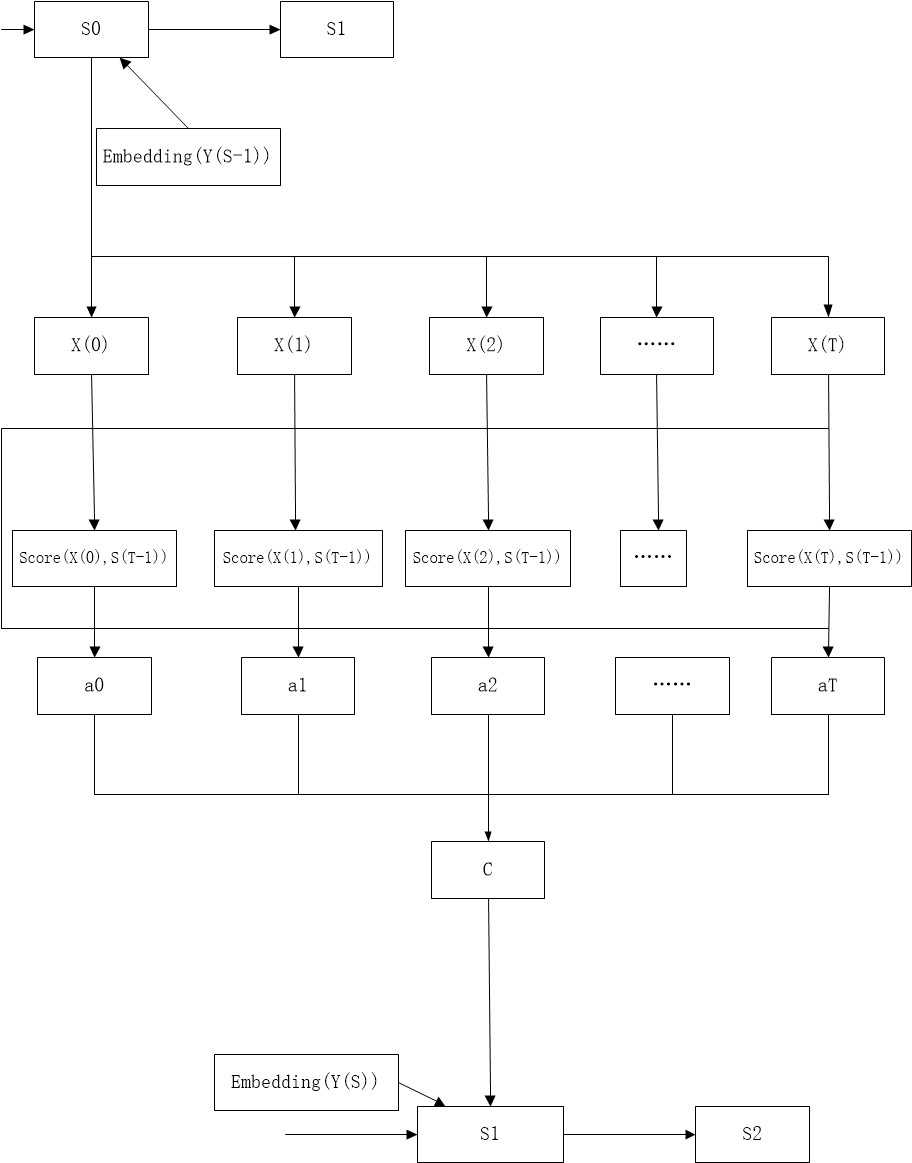 S0
S1
Embedding(Y(S-1))
X(0)
X(1)
X(2)
……
X(T)
Score(X(0),S(T-1))
Score(X(1),S(T-1))
Score(X(2),S(T-1))
……
Score(X(T),S(T-1))
a0
a1
a2
……
aT
C
Embedding(Y(S))
S1
S2